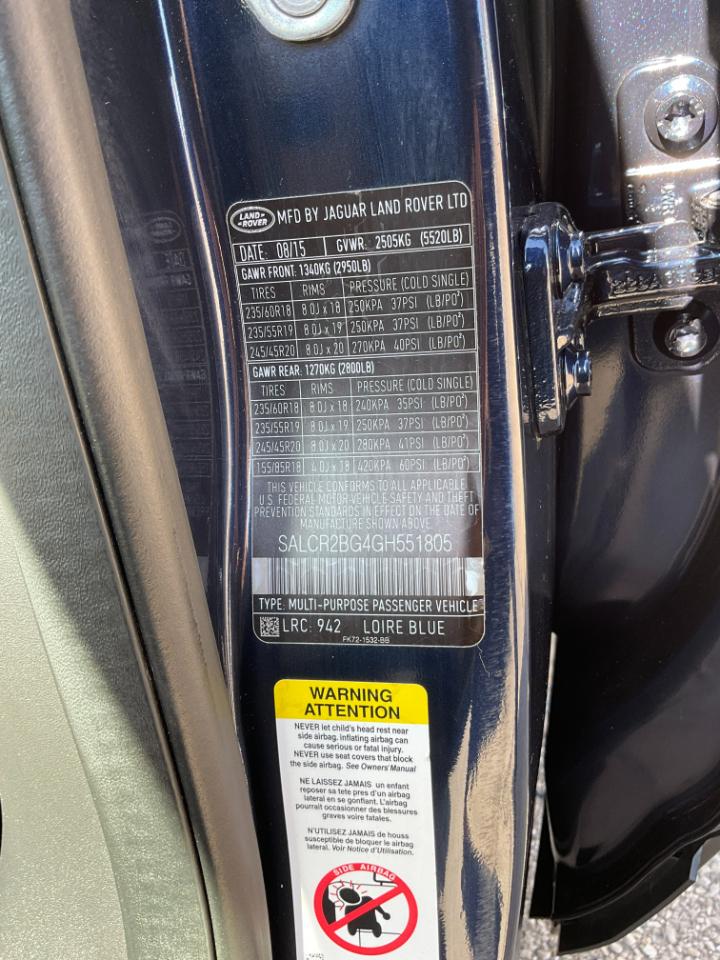 LAND ROVER MFD BY JAGUAR LAND ROVER LTD
DATE: 08/15 GVWR: 2505KG (5520LB)
GAWR FRONT: 1340KG (2950LB)
TIRES RIMS PRESSURE (COLD SINGLE)
235/60R18 8.0J x 18 250KPA 37PSI (LB/PO²)
235/55R19 8.0J x 19 250KPA 37PSI (LB/PO²)
245/45R20 8.0J x 20 270KPA 40PSI (LB/PO²)
GAWR REAR: 1270KG (2800LB)
TIRES RIMS PRESSURE (COLD SINGLE)
235/60R18 8.0J x 18 240KPA 35PSI (LB/PO²)
235/55R19 8.0J x 19 250KPA 37PSI (LB/PO²)
245/45R20 8.0J x 20 280KPA 41PSI (LB/PO²)
155/85R18 4.0J x 18 420KPA 60PSI (LB/PO²)
THIS VEHICLE CONFORMS TO ALL APPLICABLE
U.S. FEDERAL MOTOR VEHICLE SAFETY AND THEFT
PREVENTION STANDARDS IN EFFECT ON THE DATE OF
MANUFACTURE SHOWN ABOVE.
SALCR2BG4GH551805
TYPE: MULTI-PURPOSE PASSENGER VEHICLE
LRC: 942 LOIRE BLUE
FK72-1532-BB
WARNING
ATTENTION
NEVER let child's head rest near
side airbag, inflating airbag can
cause serious or fatal injury.
NEVER use seat covers that block
the side airbag. See Owners' Manual
NE LAISSEZ JAMAIS un enfant
reposer sa tete pres d'un airbag
lateral en se gonflant. L'airbag
pourrait occasionner des blessures
graves voire fatales.
N'UTILISEZ JAMAIS de houss
susceptible de bloquer le airbag
lateral. Voir Notice d'Utilisation.
SIDE AIRBAG